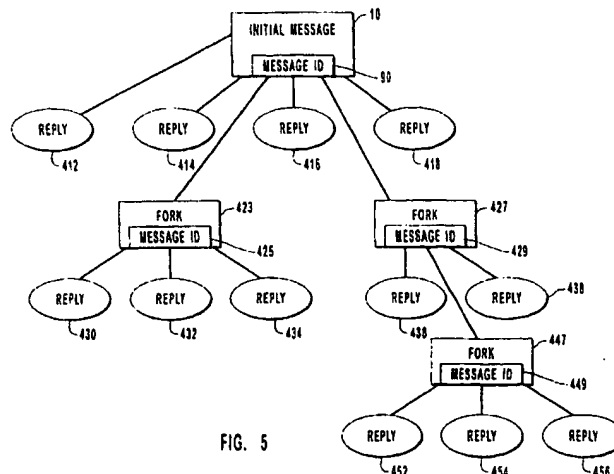 10
INITIAL MESSAGE
MESSAGE ID
90
REPLY REPLY REPLY REPLY
412 414 416 418
423 427
FORK FORK
MESSAGE ID MESSAGE ID
425 429
REPLY REPLY REPLY REPLY REPLY
438
430 432 434 438
447
FORK
MESSAGE ID
449
REPLY REPLY REPLY
452 454 456
FIG. 5